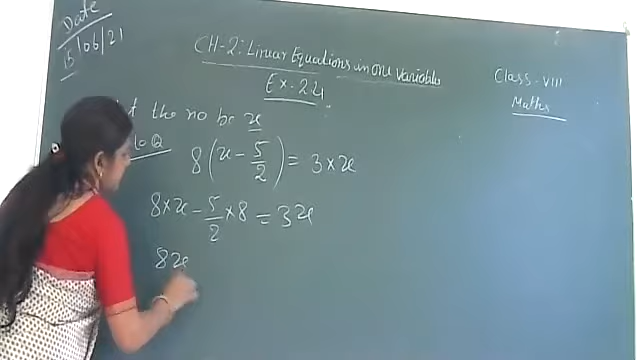 Date
15/06/21
CH-2: Linear Equations in one Variable
Class-VIII
Ex-2.4
Maths
the no be x
to Q
8(x - 5/2) = 3 × x
8 × x - 5/2 × 8 = 3x
8x